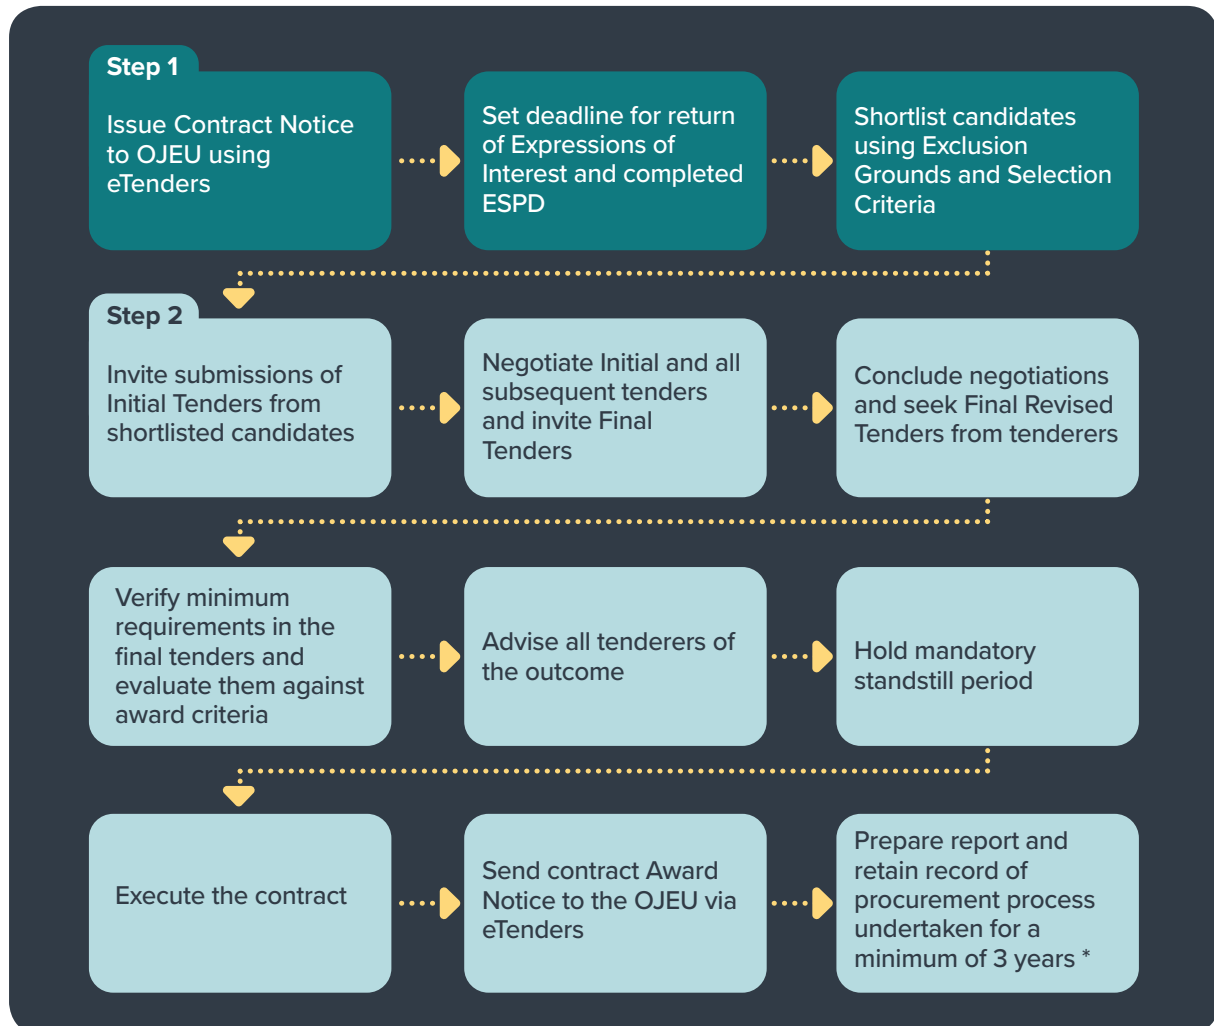 Step 1
Issue Contract Notice
to OJEU using
eTenders
Set deadline for return
of Expressions of
Interest and completed
ESPD
Shortlist candidates
using Exclusion
Grounds and Selection
Criteria
Step 2
Invite submissions of
Initial Tenders from
shortlisted candidates
Negotiate Initial and all
subsequent tenders
and invite Final
Tenders
Conclude negotiations
and seek Final Revised
Tenders from tenderers
Verify minimum
requirements in the
final tenders and
evaluate them against
award criteria
Advise all tenderers of
the outcome
Hold mandatory
standstill period
Execute the contract
Send contract Award
Notice to the OJEU via
eTenders
Prepare report and
retain record of
procurement process
undertaken for a
minimum of 3 years *